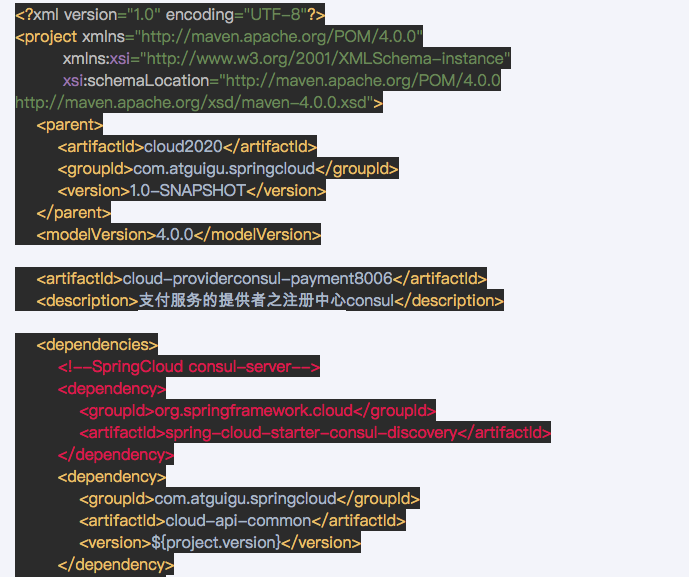 <?xml version="1.0" encoding="UTF-8"?>
<project xmlns="http://maven.apache.org/POM/4.0.0"
xmlns:xsi="http://www.w3.org/2001/XMLSchema-instance"
xsi:schemaLocation="http://maven.apache.org/POM/4.0.0
http://maven.apache.org/xsd/maven-4.0.0.xsd">
<parent>
<artifactId>cloud2020</artifactId>
<groupId>com.atguigu.springcloud</groupId>
<version>1.0-SNAPSHOT</version>
</parent>
<modelVersion>4.0.0</modelVersion>
<artifactId>cloud-providerconsul-payment8006</artifactId>
<description>支付服务的提供者之注册中心consul</description>
<dependencies>
<!--SpringCloud consul-server-->
<dependency>
<groupId>org.springframework.cloud</groupId>
<artifactId>spring-cloud-starter-consul-discovery</artifactId>
</dependency>
<dependency>
<groupId>com.atguigu.springcloud</groupId>
<artifactId>cloud-api-common</artifactId>
<version>${project.version}</version>
</dependency>